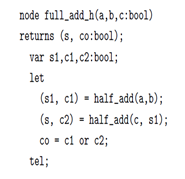 node full_add_h(a,b,c:bool)
returns (s, co:bool);
var s1,c1,c2:bool;
let
(s1, c1) = half_add(a,b);
(s, c2) = half_add(c, s1);
co = c1 or c2;
tel;